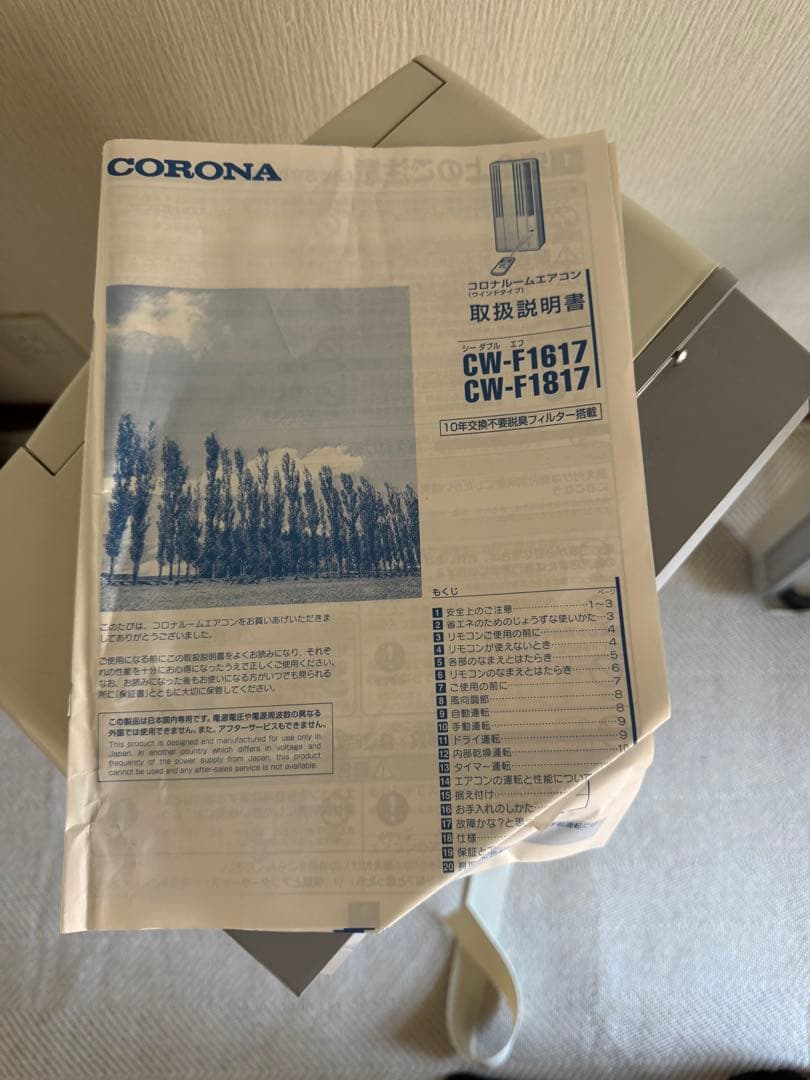 CORONA
コロナルームエアコン
(ウインドタイプ)
取扱説明書
シー ダブル エフ
CW-F1617
CW-F1817
10年交換不要脱臭フィルター搭載
このたびは、コロナルームエアコンをお買いあげいただきま
してありがとうございました。
ご使用になる前にこの取扱説明書をよくお読みになり、それぞ
れの性能を十分にお心得になったうえで正しくご使用ください。
なお、お読みになった後もお使いになる方がいつでも見られる
所に「保証書」とともに大切に保管してください。
この製品は日本国内専用です。電源電圧や電源周波数の異なる
外国では使用できません。また、アフターサービスもできません。
This product is designed and manufactured for use only in
Japan. In another country which differs in voltage and
frequency of the power supply from Japan, this product
cannot be used and any after-sales service is not available.
もくじ ページ
1 安全上のご注意……………1~3
2 省エネのためのじょうずな使いかた…3
3 リモコンご使用の前に……………4
4 リモコンが使えないとき……………4
5 各部のなまえとはたらき……………5
6 リモコンのなまえとはたらき……………6
7 ご使用の前に……………7
8 風向調節……………8
9 自動運転……………8
10 手動運転……………9
11 ドライ運転……………9
12 内部乾燥運転……………10
13 タイマー運転……………
14 エアコンの運転と性能につい
15 据え付け……………
16 お手入れのしかた……
17 故障かな?と思
18 仕様……………
19 保証と
20 長